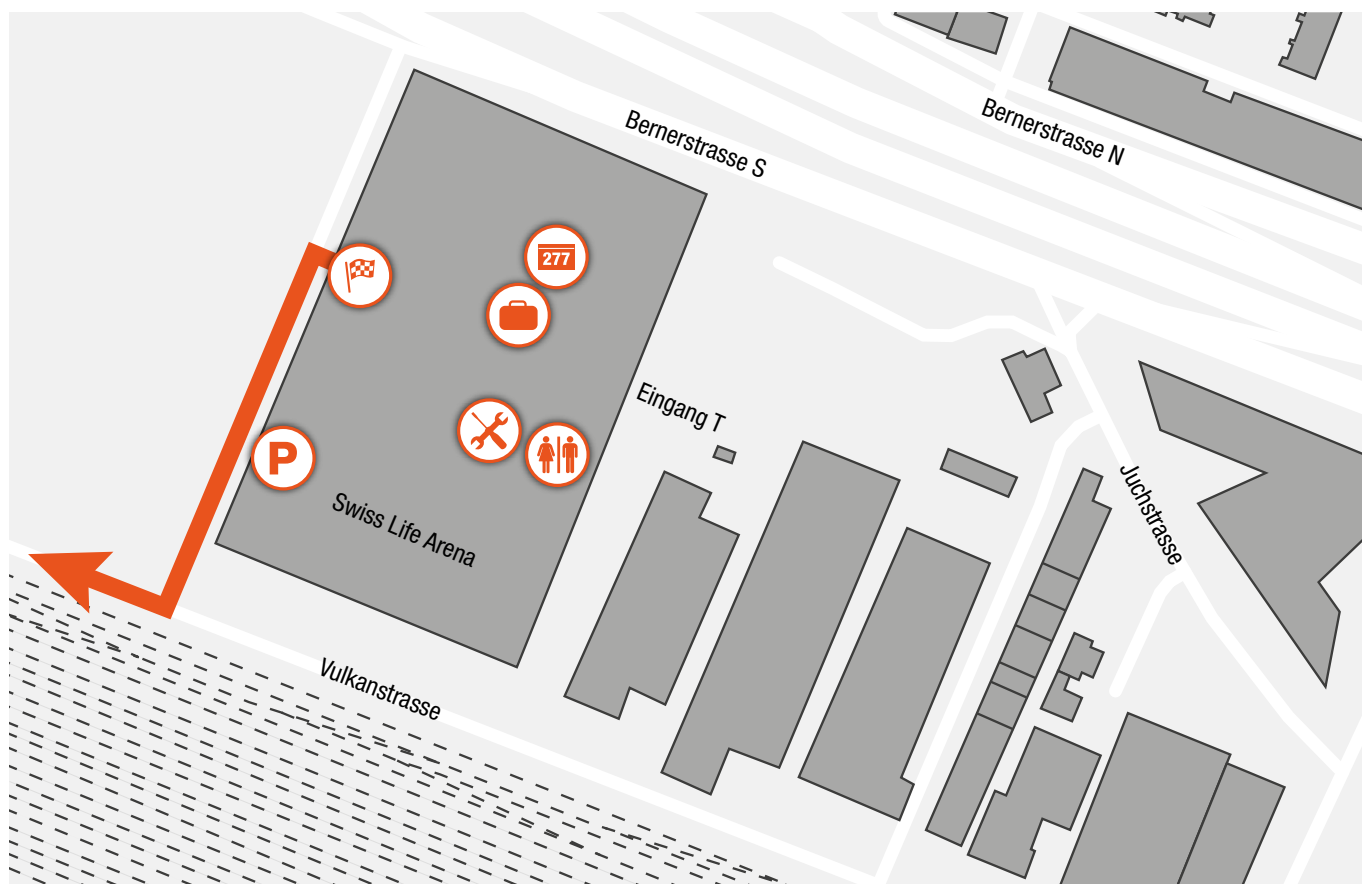 Bernerstrasse S
Bernerstrasse N
277
Eingang T
P
Swiss Life Arena
Juchstrasse
Vulkanstrasse